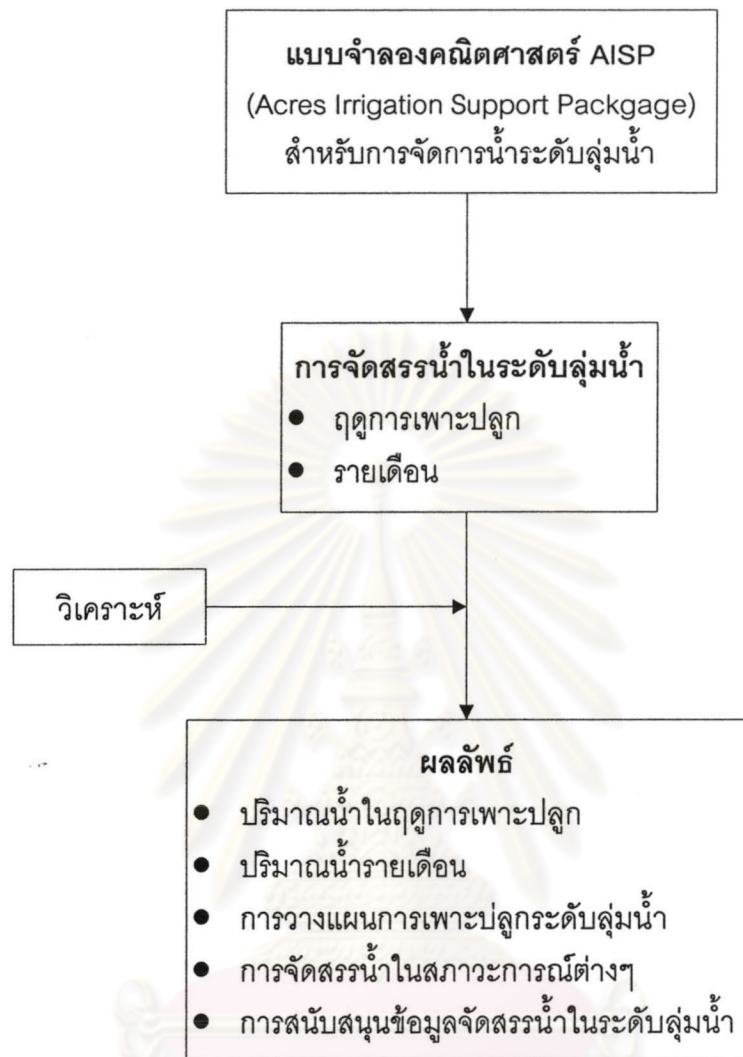 แบบจำลองคณิตศาสตร์ AISP
(Acres Irrigation Support Packgage)
สำหรับการจัดการน้ำระดับลุ่มน้ำ
การจัดสรรน้ำในระดับลุ่มน้ำ
● ฤดูการเพาะปลูก
● รายเดือน
วิเคราะห์
ผลลัพธ์
● ปริมาณน้ำในฤดูการเพาะปลูก
● ปริมาณน้ำรายเดือน
● การวางแผนการเพาะบ่ลูกระดับลุ่มน้ำ
● การจัดสรรน้ำในสภาวะการณ์ต่างๆ
● การสนับสนุนข้อมูลจัดสรรน้ำในระดับลุ่มน้ำ